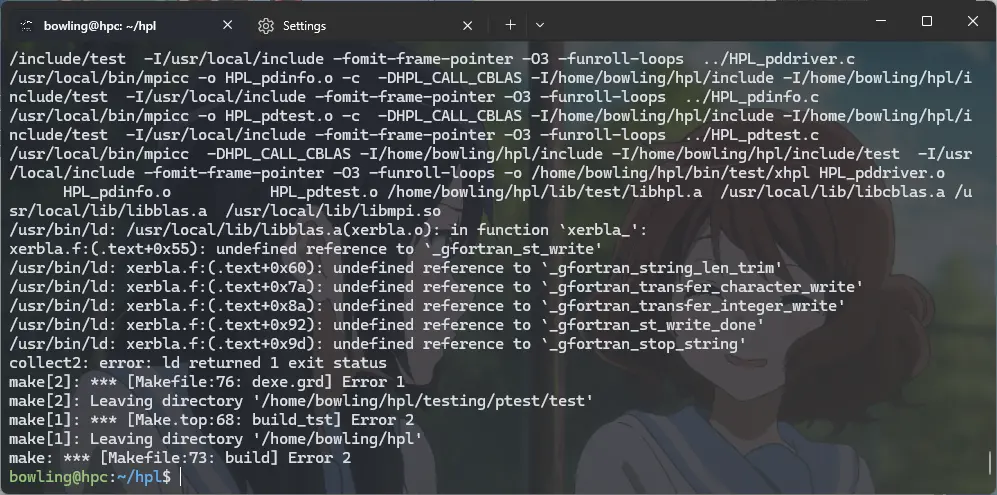 bowling@hpc: ~/hpl
Settings
/include/test  -I/usr/local/include -fomit-frame-pointer -O3 -funroll-loops  ../HPL_pddriver.c
/usr/local/bin/mpicc -o HPL_pdinfo.o -c  -DHPL_CALL_CBLAS -I/home/bowling/hpl/include -I/home/bowling/hpl/i
nclude/test  -I/usr/local/include -fomit-frame-pointer -O3 -funroll-loops  ../HPL_pdinfo.c
/usr/local/bin/mpicc -o HPL_pdtest.o -c  -DHPL_CALL_CBLAS -I/home/bowling/hpl/include -I/home/bowling/hpl/i
nclude/test  -I/usr/local/include -fomit-frame-pointer -O3 -funroll-loops  ../HPL_pdtest.c
/usr/local/bin/mpicc  -DHPL_CALL_CBLAS -I/home/bowling/hpl/include -I/home/bowling/hpl/include/test  -I/usr
/local/include -fomit-frame-pointer -O3 -funroll-loops -o /home/bowling/hpl/bin/test/xhpl HPL_pddriver.o
       HPL_pdinfo.o            HPL_pdtest.o /home/bowling/hpl/lib/test/libhpl.a  /usr/local/lib/libcblas.a /u
sr/local/lib/libblas.a  /usr/local/lib/libmpi.so
/usr/bin/ld: /usr/local/lib/libblas.a(xerbla.o): in function `xerbla_':
xerbla.f:(.text+0x55): undefined reference to `_gfortran_st_write'
/usr/bin/ld: xerbla.f:(.text+0x60): undefined reference to `_gfortran_string_len_trim'
/usr/bin/ld: xerbla.f:(.text+0x7a): undefined reference to `_gfortran_transfer_character_write'
/usr/bin/ld: xerbla.f:(.text+0x8a): undefined reference to `_gfortran_transfer_integer_write'
/usr/bin/ld: xerbla.f:(.text+0x92): undefined reference to `_gfortran_st_write_done'
/usr/bin/ld: xerbla.f:(.text+0x9d): undefined reference to `_gfortran_stop_string'
collect2: error: ld returned 1 exit status
make[2]: *** [Makefile:76: dexe.grd] Error 1
make[2]: Leaving directory '/home/bowling/hpl/testing/ptest/test'
make[1]: *** [Make.top:68: build_tst] Error 2
make[1]: Leaving directory '/home/bowling/hpl'
make: *** [Makefile:73: build] Error 2
bowling@hpc:~/hpl$